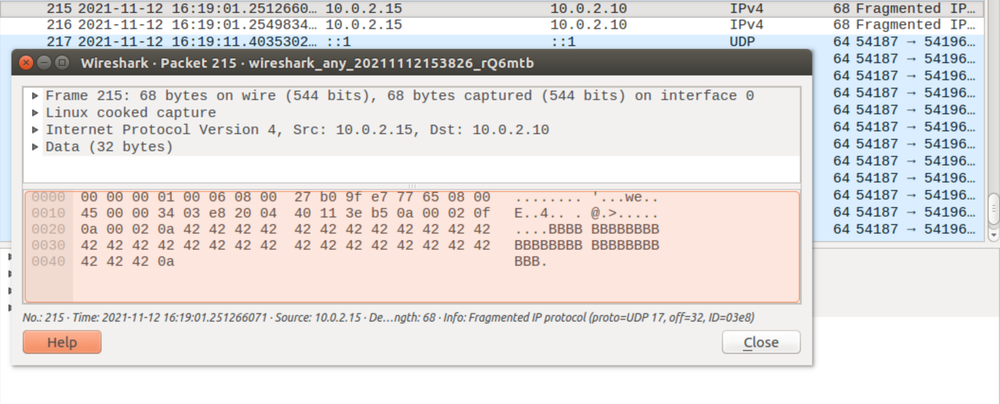 215 2021-11-12 16:19:01.2512660… 10.0.2.15 10.0.2.10 IPv4 68 Fragmented IP…
216 2021-11-12 16:19:01.2549834… 10.0.2.15 10.0.2.10 IPv4 68 Fragmented IP…
217 2021-11-12 16:19:11.4035302… ::1 ::1 UDP 64 54187 → 54196…
Wireshark · Packet 215 · wireshark_any_20211112153826_rQ6mtb
64 54187 → 54196…
64 54187 → 54196…
64 54187 → 54196…
64 54187 → 54196…
64 54187 → 54196…
64 54187 → 54196…
64 54187 → 54196…
64 54187 → 54196…
64 54187 → 54196…
64 54187 → 54196…
64 54187 → 54196…
Frame 215: 68 bytes on wire (544 bits), 68 bytes captured (544 bits) on interface 0
Linux cooked capture
Internet Protocol Version 4, Src: 10.0.2.15, Dst: 10.0.2.10
Data (32 bytes)
0000 00 00 00 01 00 06 08 00 27 b0 9f e7 77 65 08 00 ........ '...we..
0010 45 00 00 34 03 e8 20 04 40 11 3e b5 0a 00 02 0f E..4.. . @.>.....
0020 0a 00 02 0a 42 42 42 42 42 42 42 42 42 42 42 42 ....BBBB BBBBBBBB
0030 42 42 42 42 42 42 42 42 42 42 42 42 42 42 42 42 BBBBBBBB BBBBBBBB
0040 42 42 42 0a BBB.
No.: 215 · Time: 2021-11-12 16:19:01.251266071 · Source: 10.0.2.15 · De…ngth: 68 · Info: Fragmented IP protocol (proto=UDP 17, off=32, ID=03e8)
Help
Close